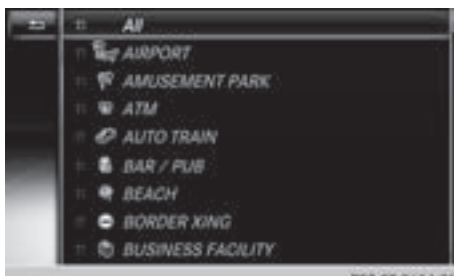 All
AIRPORT
AMUSEMENT PARK
ATM
AUTO TRAIN
BAR / PUB
BEACH
BORDER XING
BUSINESS FACILITY